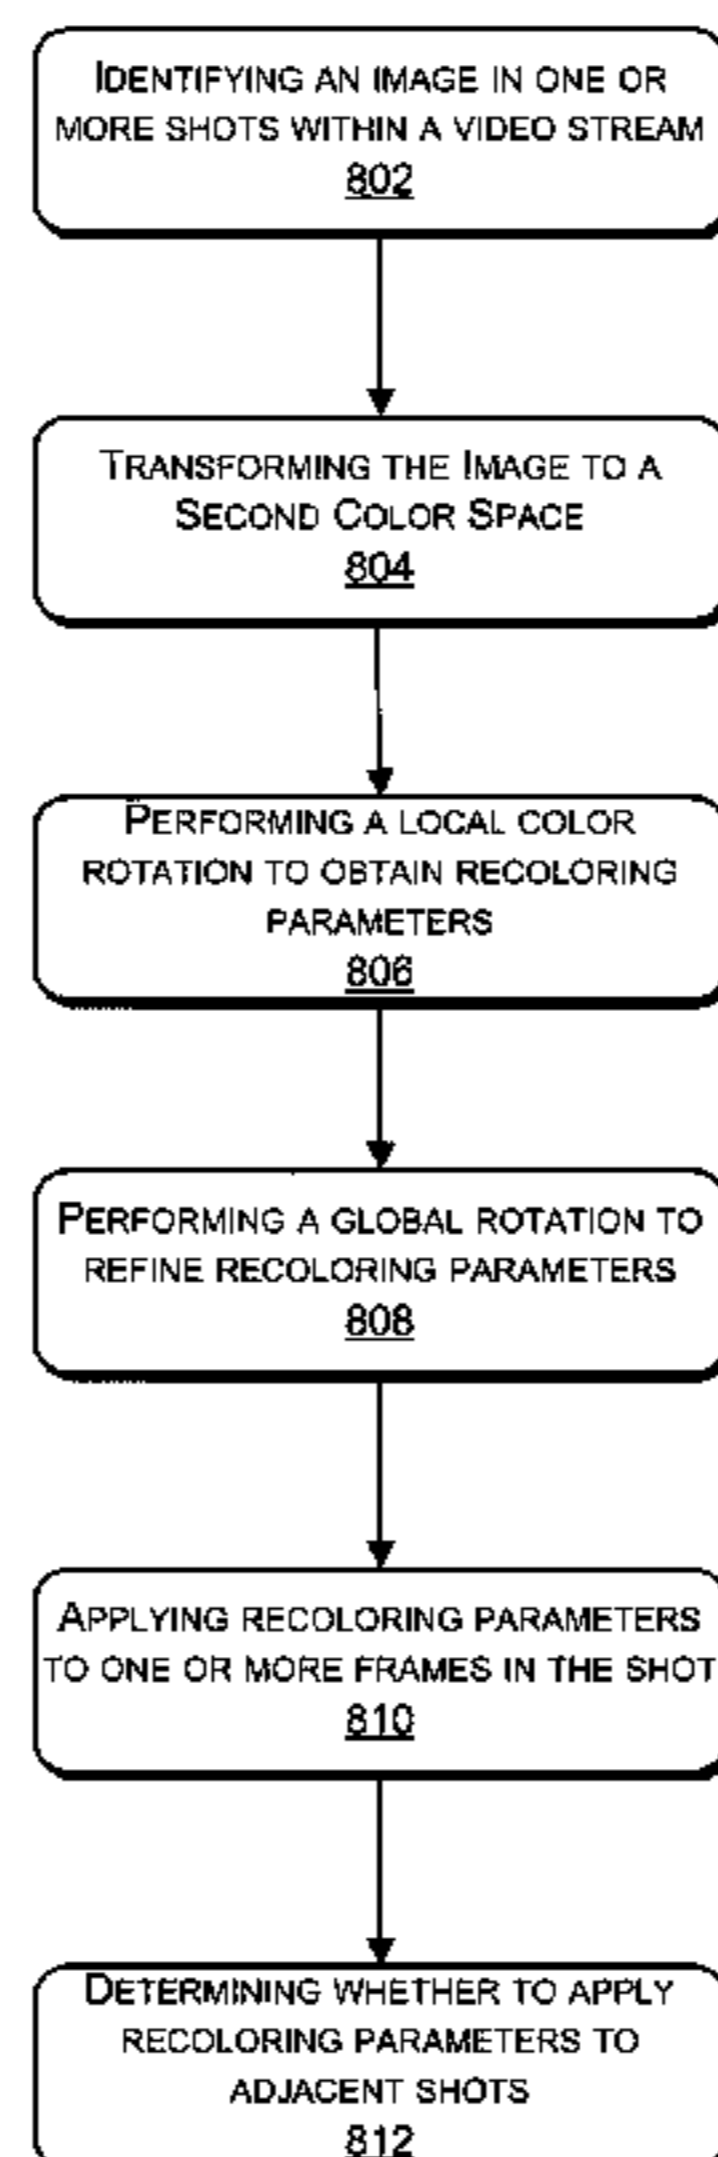 IDENTIFYING AN IMAGE IN ONE OR
MORE SHOTS WITHIN A VIDEO STREAM
802
TRANSFORMING THE IMAGE TO A
SECOND COLOR SPACE
804
PERFORMING A LOCAL COLOR
ROTATION TO OBTAIN RECOLORING
PARAMETERS
806
PERFORMING A GLOBAL ROTATION TO
REFINE RECOLORING PARAMETERS
808
APPLYING RECOLORING PARAMETERS
TO ONE OR MORE FRAMES IN THE SHOT
810
DETERMINING WHETHER TO APPLY
RECOLORING PARAMETERS TO
ADJACENT SHOTS
812